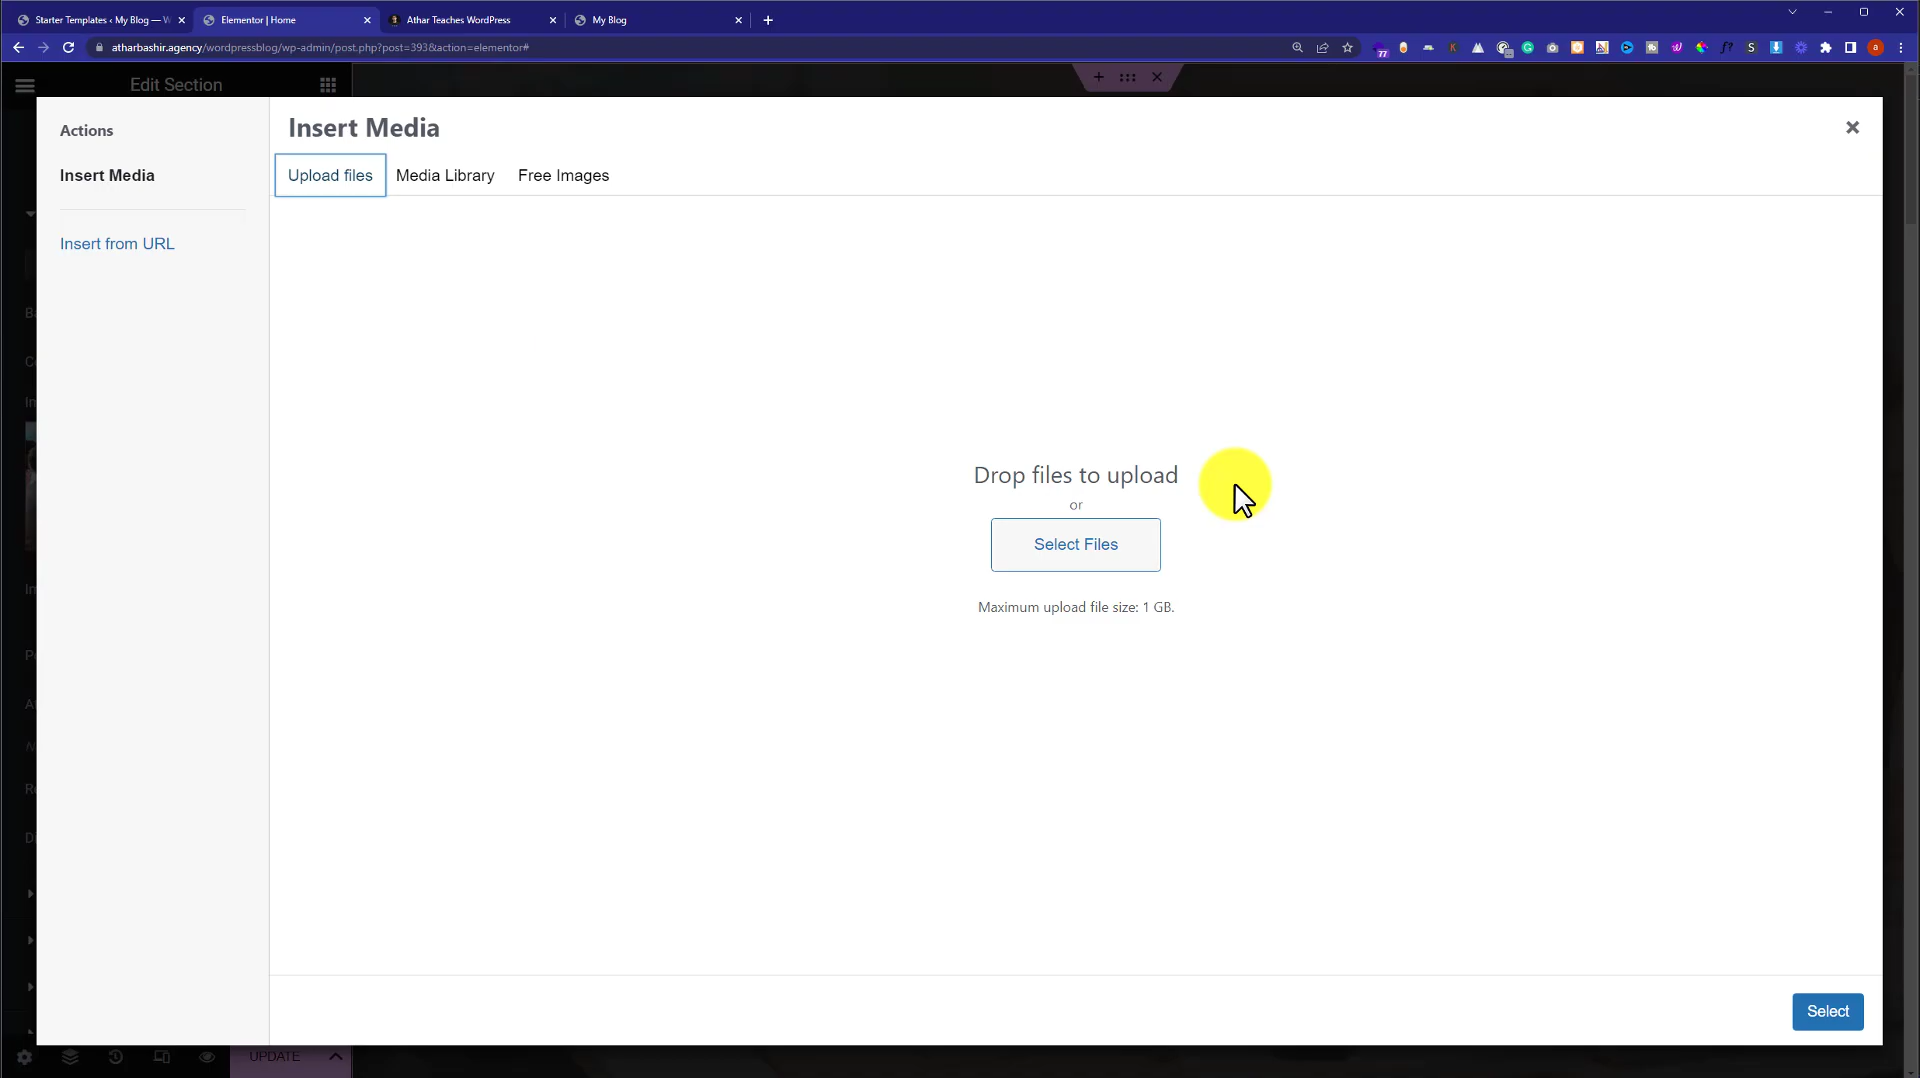 Starter Templates ‹ My Blog — W
Elementor | Home
Athar Teaches WordPress
My Blog
atharbashir.agency/wordpressblog/wp-admin/post.php?post=393&action=elementor#
77
Edit Section
Actions
Insert Media
Insert from URL
Insert Media
Upload files
Media Library
Free Images
Drop files to upload
or
Select Files
Maximum upload file size: 1 GB.
Select
UPDATE